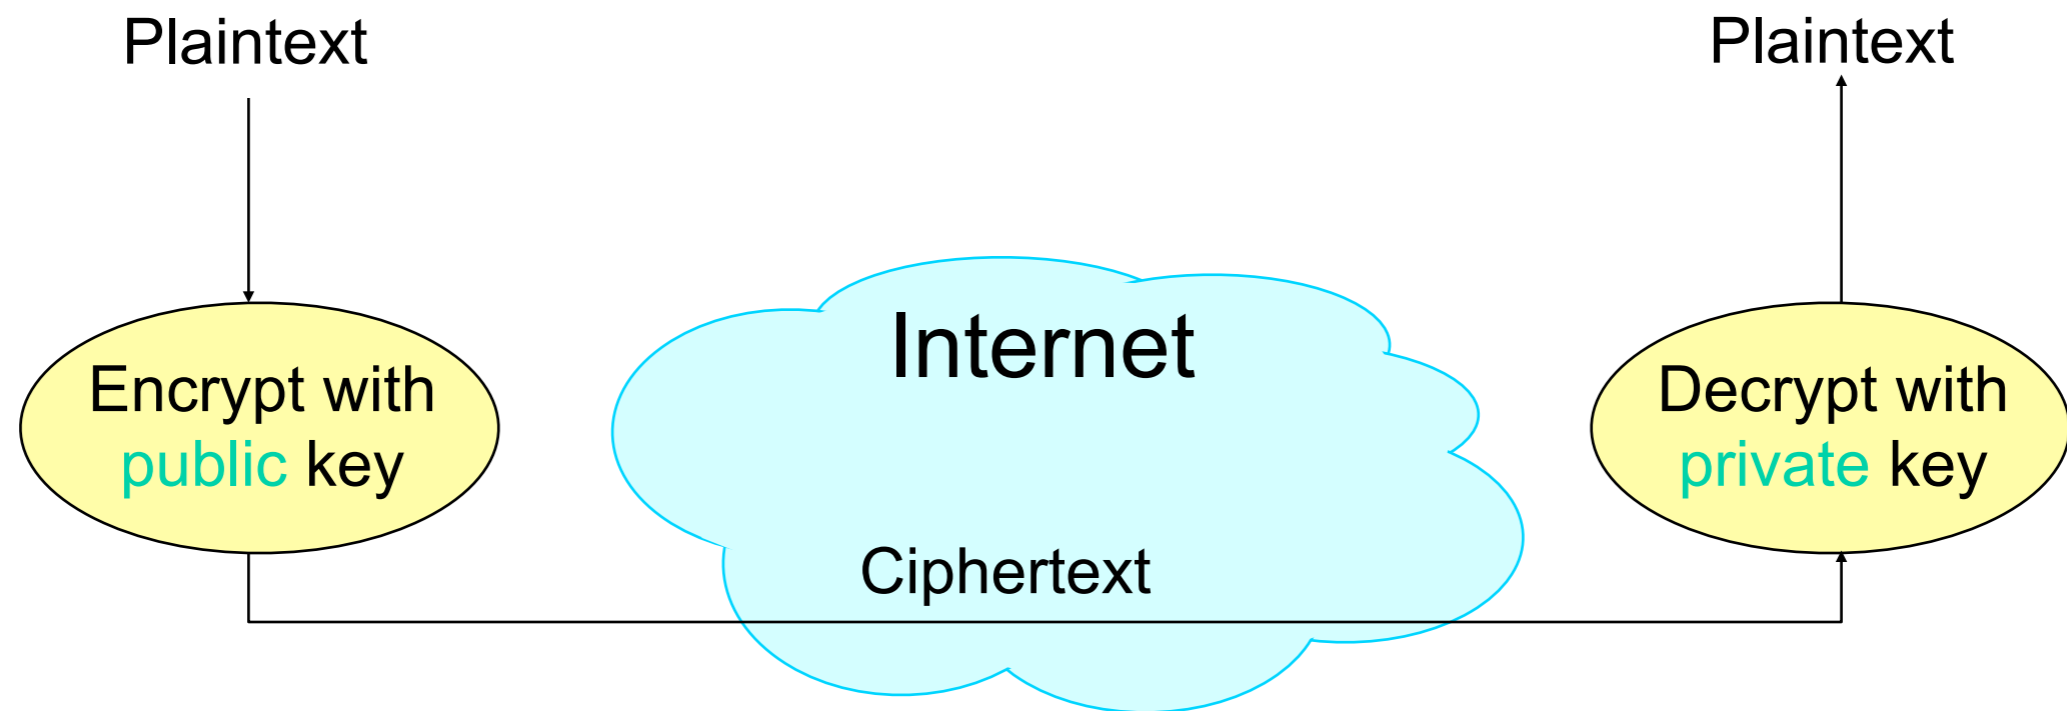 Plaintext
Plaintext
Internet
Encrypt with
public key
Decrypt with
private key
Ciphertext